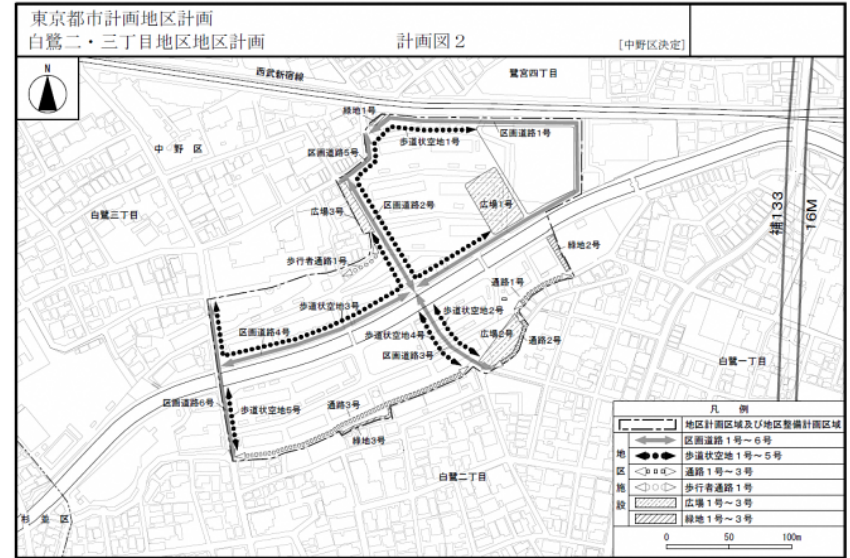 東京都市計画地区計画
白鷺二・三丁目地区地区計画
計画図2
[中野区決定]
N
西武新宿線
鷺宮四丁目
緑地1号
区画道路1号
中野区
区画道路5号
歩道状空地1号
広場3号
区画道路2号
広場1号
白鷺三丁目
補133
16M
緑地2号
歩行者通路1号
通路1号
歩道状空地3号
歩道状空地2号
区画道路4号
歩道状空地4号
広場2号
通路2号
区画道路3号
白鷺一丁目
区画道路6号
歩道状空地5号
通路3号
緑地3号
白鷺二丁目
杉並区
凡例
地区計画区域及び地区整備計画区域
地区施設
区画道路1号~6号
歩道状空地1号~5号
通路1号~3号
歩行者通路1号
広場1号~3号
緑地1号~3号
0 50 100m